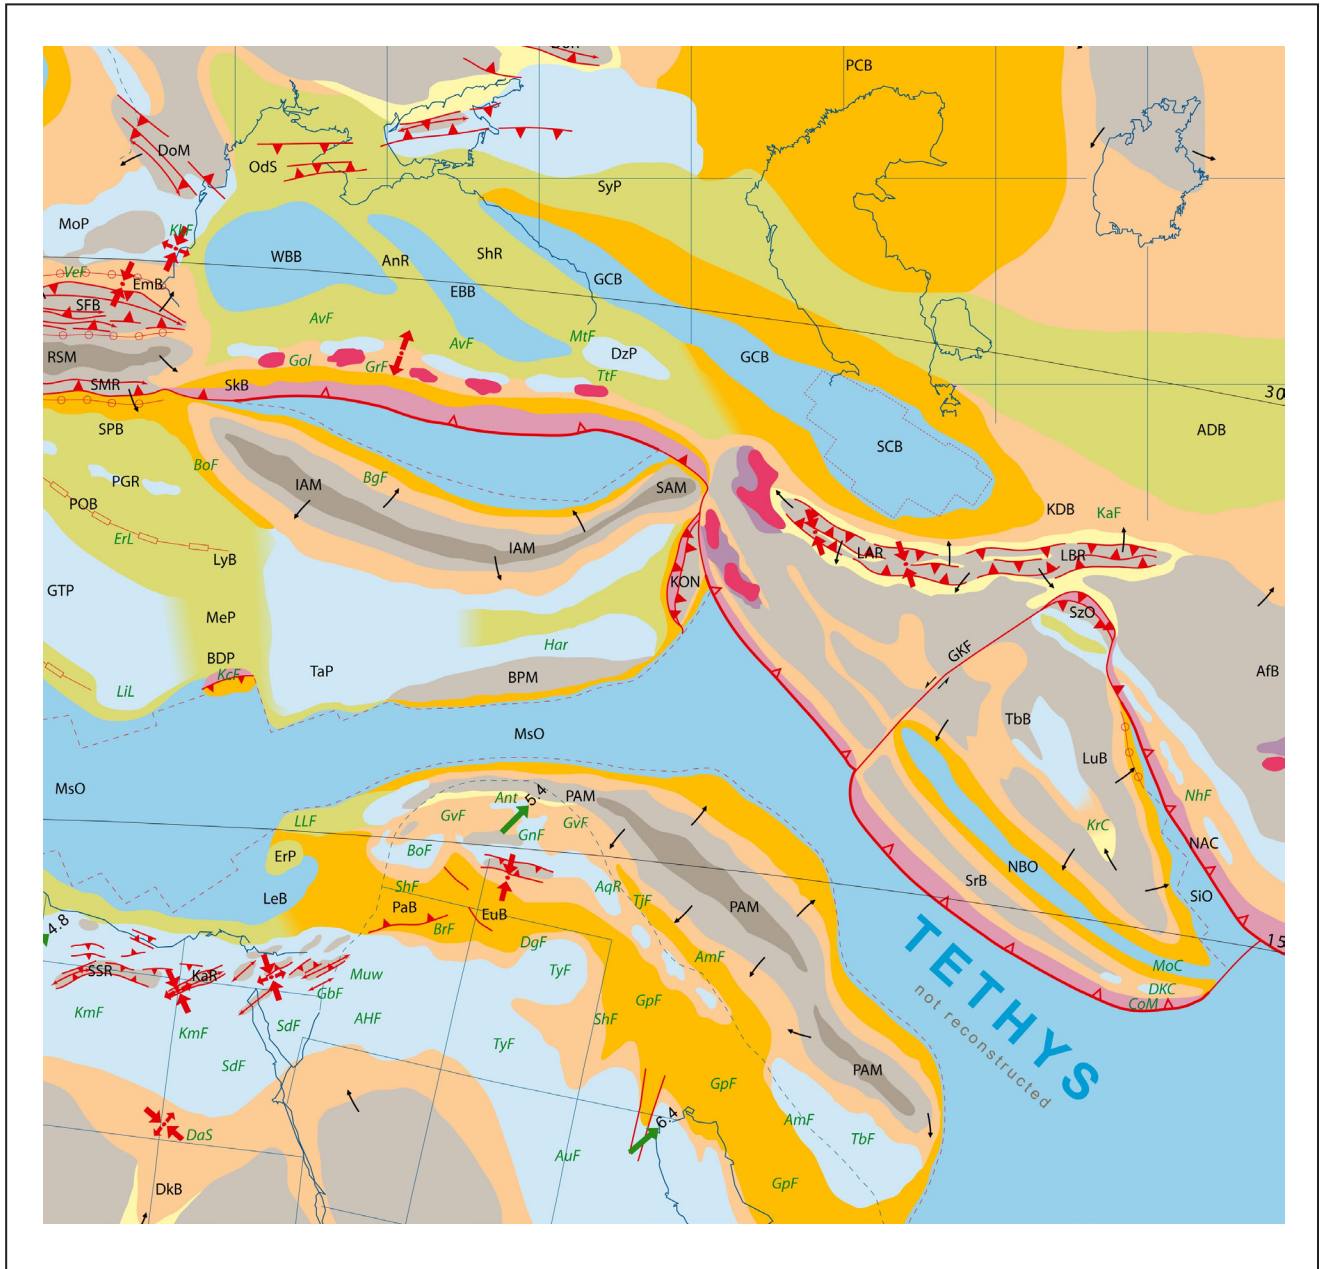 PCB
DoM
OdS
SyP
MoP
KbF
WBB
AnR
ShR
VeF
EmB
EBB
GCB
SFB
AvF
AvF
MtF
DzP
GCB
RSM
Gol
GrF
TtF
SMR
SkB
30
SPB
ADB
SCB
BoF
BgF
PGR
IAM
SAM
POB
KDB
KaF
ErL
IAM
LAR
LBR
LyB
GTP
KON
MeP
SzO
Har
GKF
BDP
KcF
TaP
BPM
AfB
LiL
TbB
MsO
LuB
MsO
Ant
5.4
PAM
NhF
LLF
GvF
GnF
GvF
KrC
BoF
NAC
ErP
NBO
ShF
AqR
SrB
LeB
PaB
EuB
TjF
PAM
SiO
4.8
BrF
DgF
15
SSR
KaR
Muw
TyF
AmF
MoC
GbF
GpF
DKC
KmF
CoM
KmF
SdF
AHF
ShF
TETHYS
not reconstructed
TyF
SdF
PAM
GpF
6.4
AmF
DaS
TbF
AuF
DkB
GpF